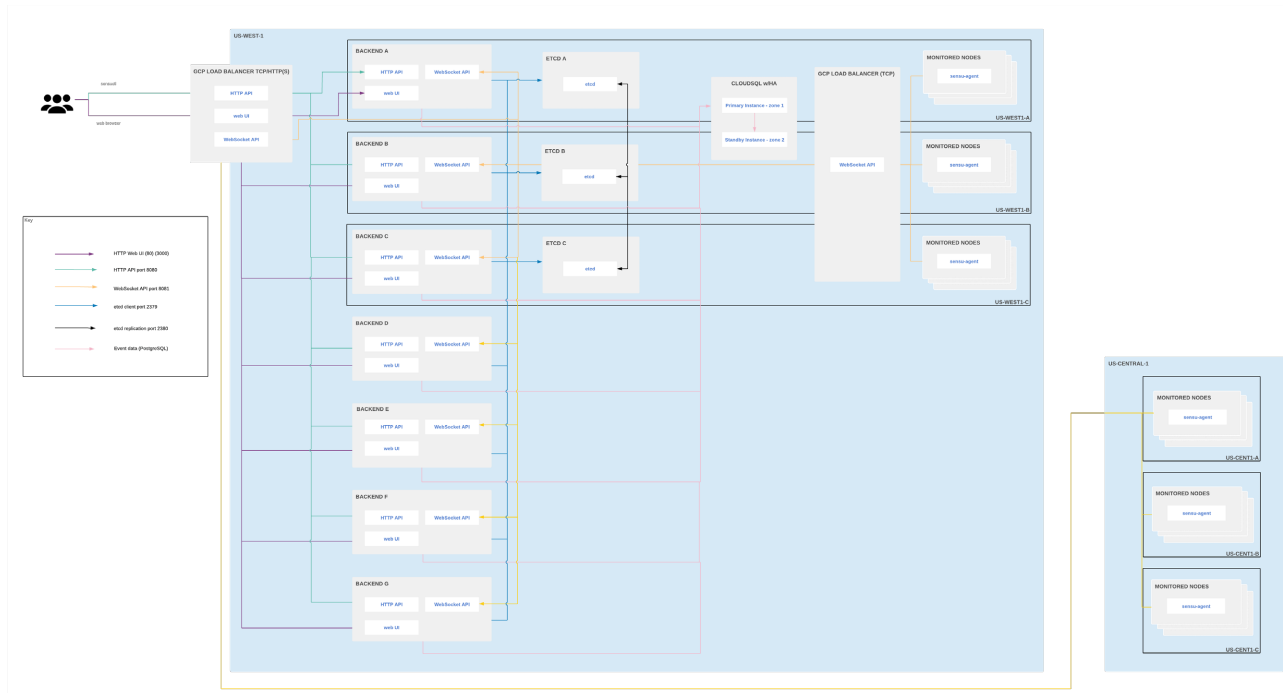 US-WEST-1
GCP LOAD BALANCER TCP/HTTP(S)
HTTP API
web UI
WebSocket API
sensuctl
web browser
BACKEND A
HTTP API
WebSocket API
web UI
ETCD A
etcd
CLOUDSQL w/HA
Primary Instance - zone 1
Standby Instance - zone 2
GCP LOAD BALANCER (TCP)
WebSocket API
MONITORED NODES
sensu-agent
US-WEST1-A
BACKEND B
HTTP API
WebSocket API
web UI
ETCD B
etcd
MONITORED NODES
sensu-agent
US-WEST1-B
BACKEND C
HTTP API
WebSocket API
web UI
ETCD C
etcd
MONITORED NODES
sensu-agent
US-WEST1-C
Key
HTTP Web UI (80) (3000)
HTTP API port 8080
WebSocket API port 8081
etcd client port 2379
etcd replication port 2380
Event data (PostgreSQL)
BACKEND D
HTTP API
WebSocket API
web UI
BACKEND E
HTTP API
WebSocket API
web UI
BACKEND F
HTTP API
WebSocket API
web UI
BACKEND G
HTTP API
WebSocket API
web UI
US-CENTRAL-1
MONITORED NODES
sensu-agent
US-CENT1-A
MONITORED NODES
sensu-agent
US-CENT1-B
MONITORED NODES
sensu-agent
US-CENT1-C